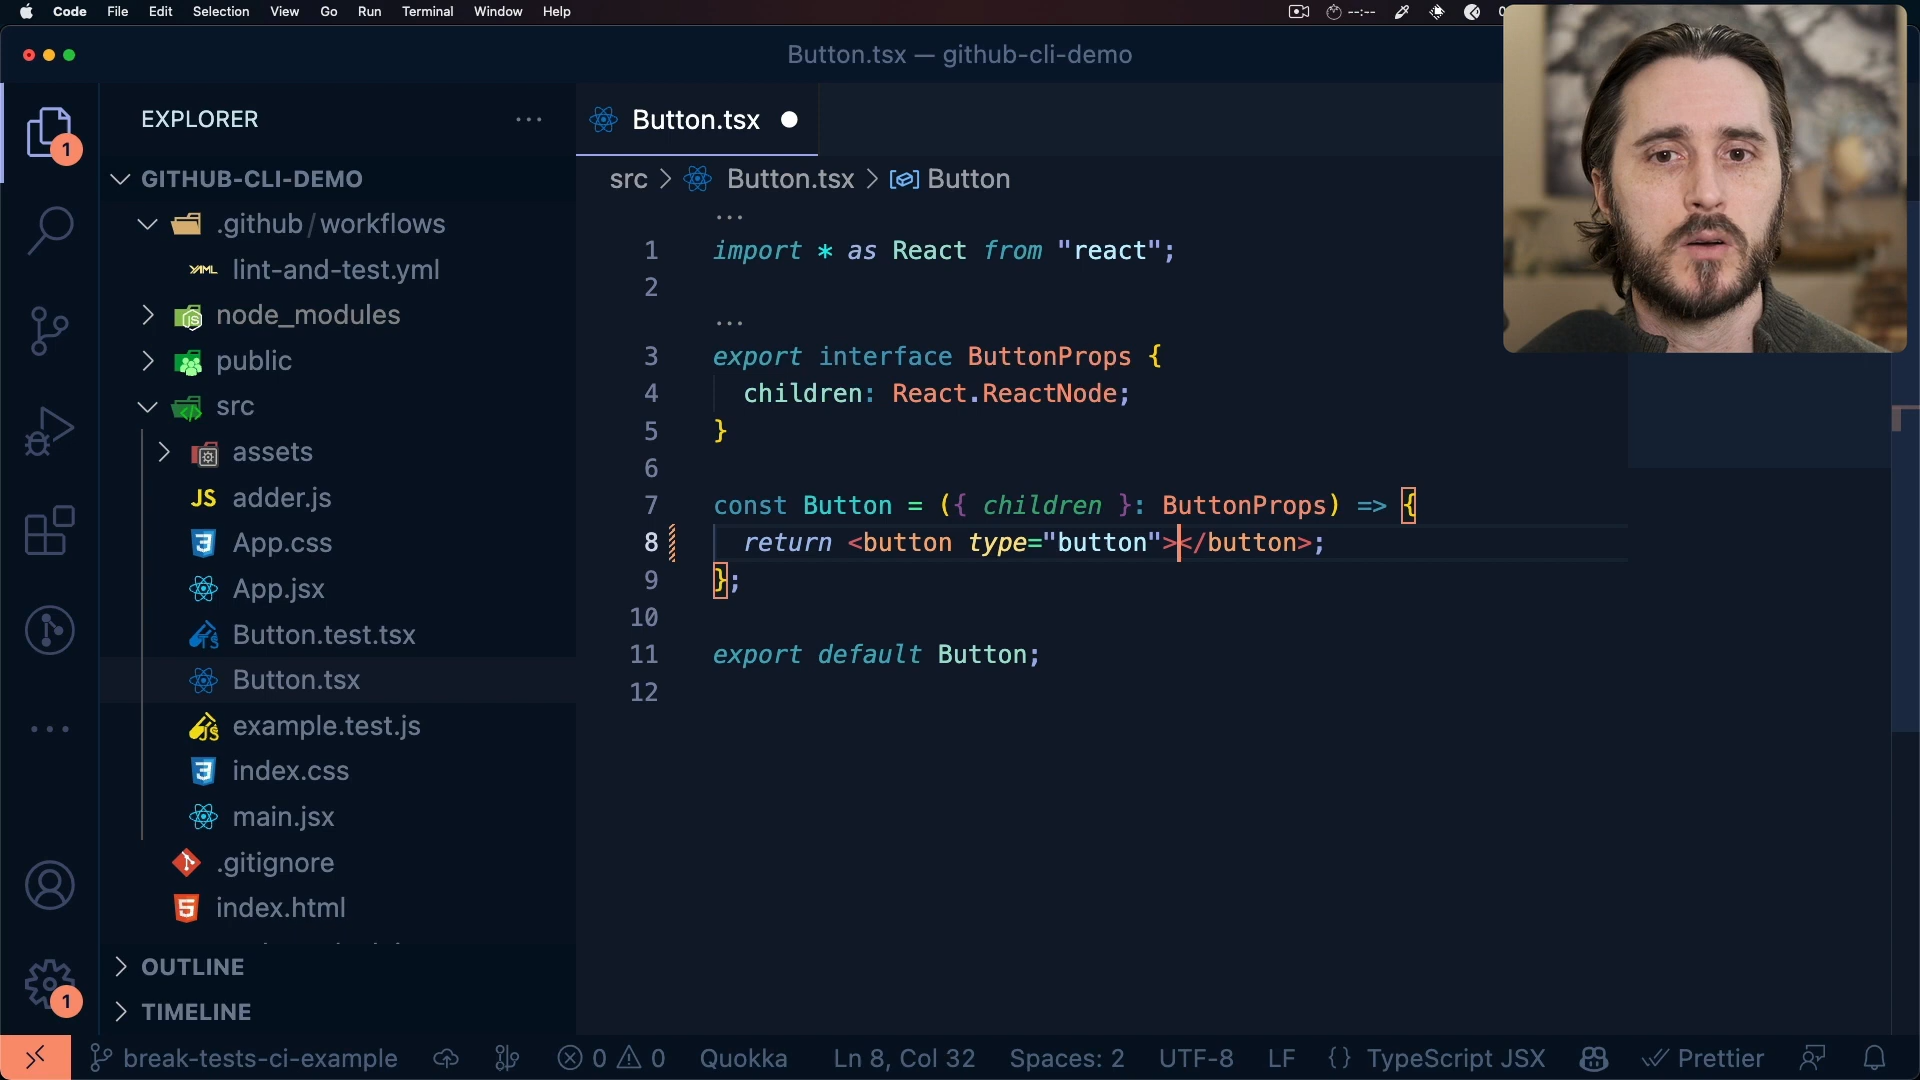 Code File Edit Selection View Go Run Terminal Window Help --:--
Button.tsx — github-cli-demo
EXPLORER ...
Button.tsx
1
GITHUB-CLI-DEMO
src > Button.tsx > Button
.github/workflows
...
YAML lint-and-test.yml
1 import * as React from "react";
2
node_modules
...
public
3 export interface ButtonProps {
4 children: React.ReactNode;
src
5 }
assets
6
JS adder.js
7 const Button = ({ children }: ButtonProps) => {
App.css
8 return <button type="button"></button>;
App.jsx
9 };
10
Button.test.tsx
11 export default Button;
Button.tsx
12
example.test.js
index.css
main.jsx
.gitignore
index.html
OUTLINE
1
TIMELINE
break-tests-ci-example 0 0 Quokka Ln 8, Col 32 Spaces: 2 UTF-8 LF {} TypeScript JSX Prettier